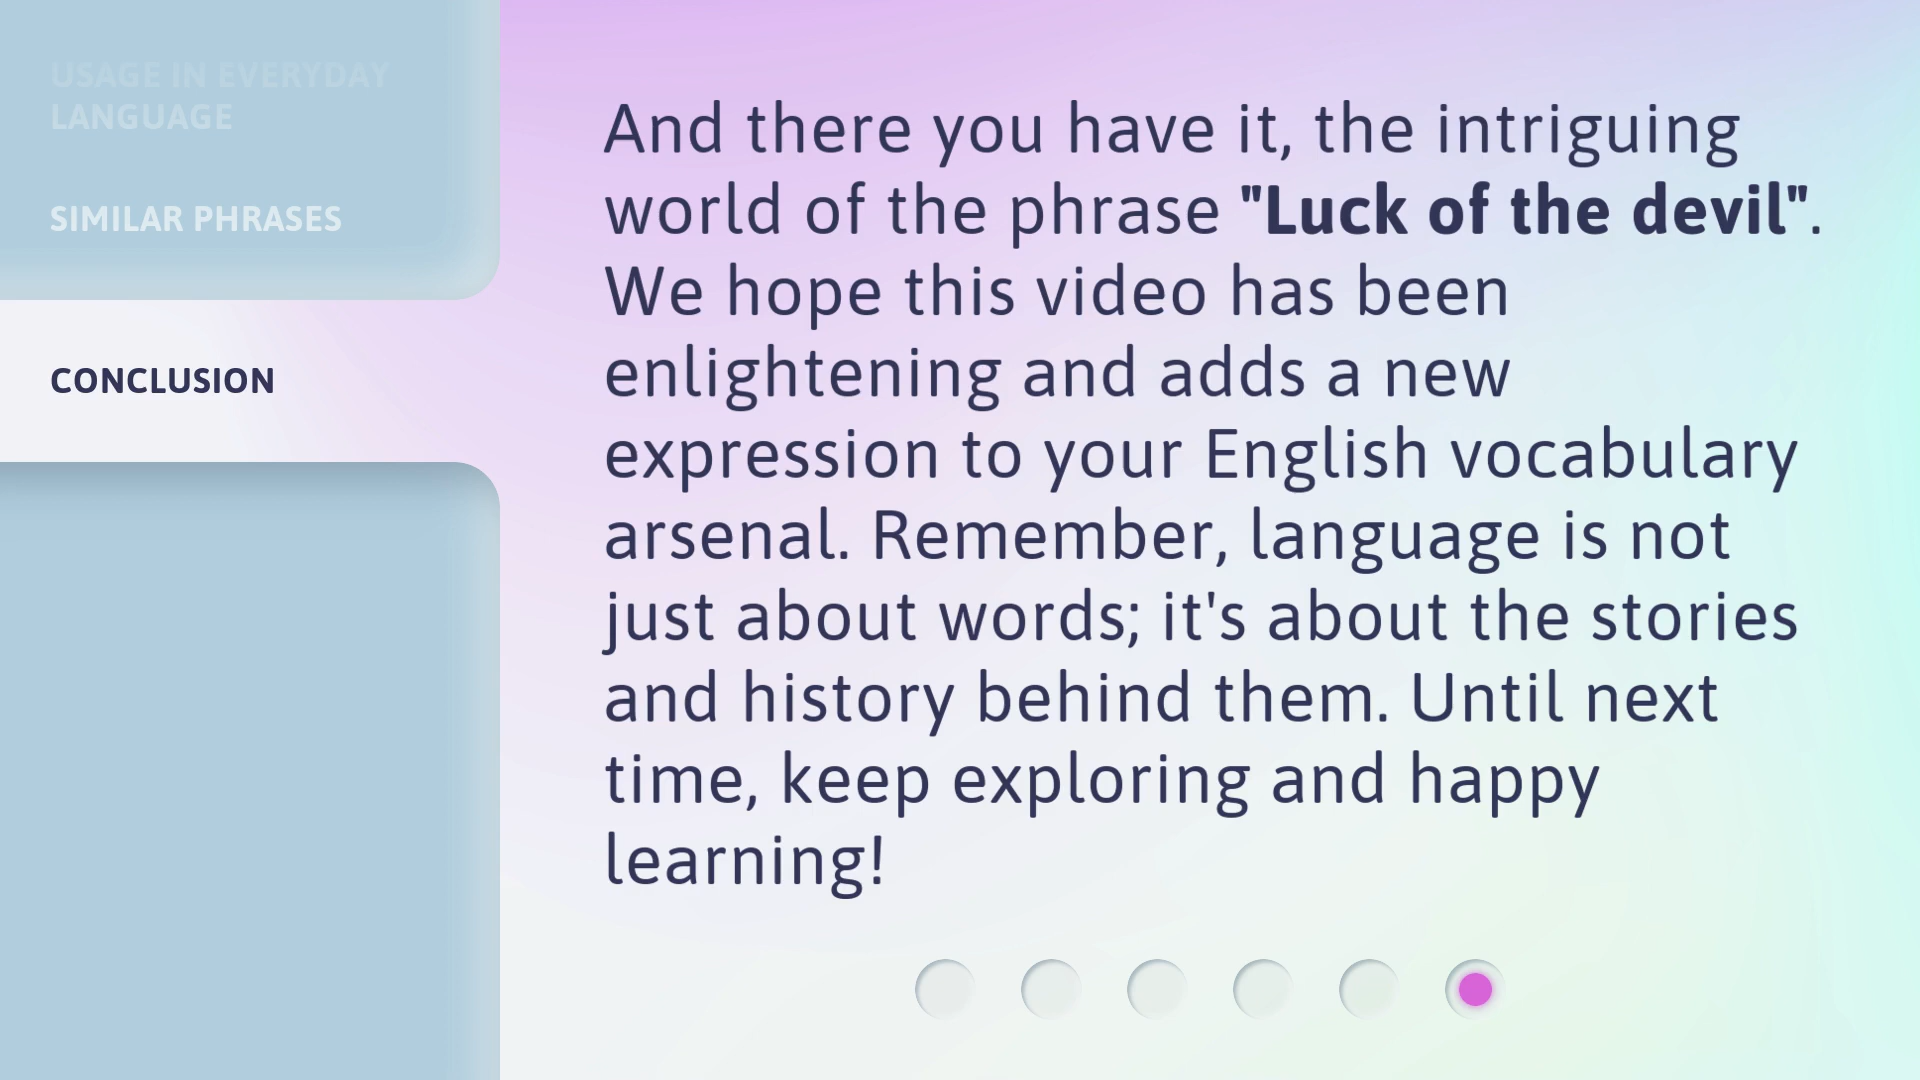 USAGE IN EVERYDAY
LANGUAGE
SIMILAR PHRASES
CONCLUSION
And there you have it, the intriguing
world of the phrase "Luck of the devil".
We hope this video has been
enlightening and adds a new
expression to your English vocabulary
arsenal. Remember, language is not
just about words; it's about the stories
and history behind them. Until next
time, keep exploring and happy
learning!